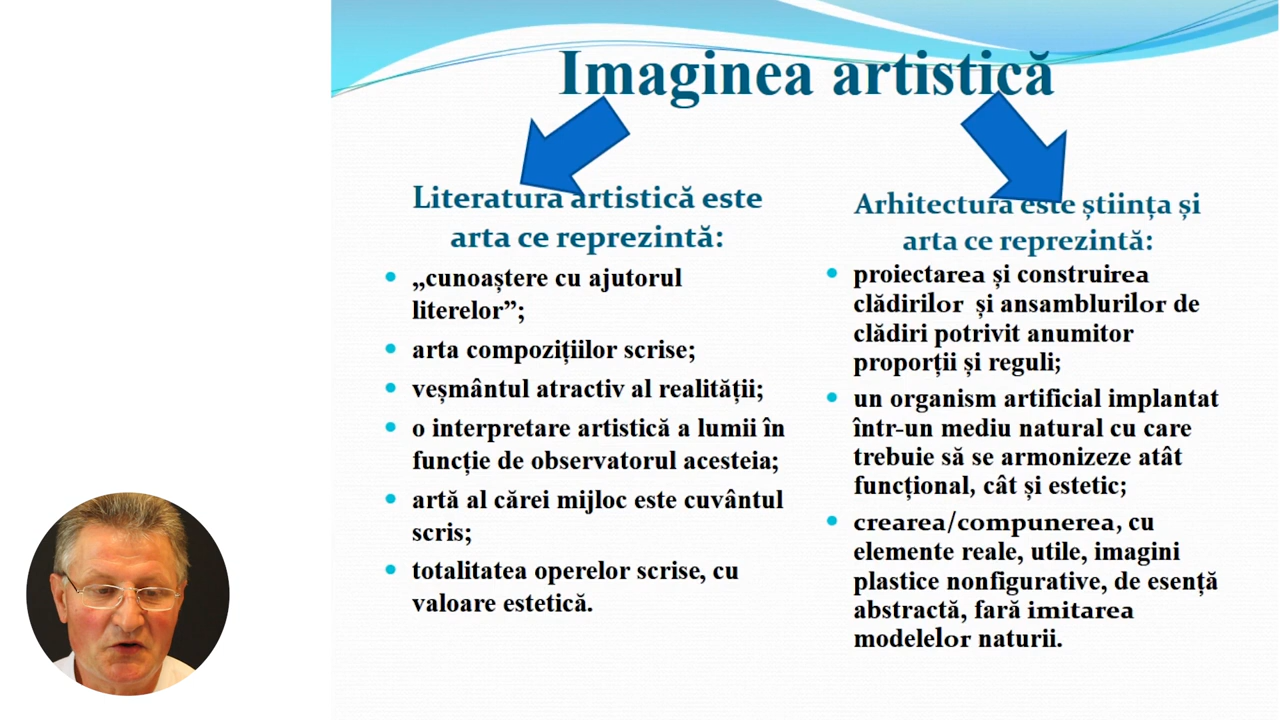 Imaginea artistică
Literatura artistică este
arta ce reprezintă:
„cunoaștere cu ajutorul
literelor”;
arta compozițiilor scrise;
veșmântul atractiv al realității;
o interpretare artistică a lumii în
funcție de observatorul acesteia;
artă al cărei mijloc este cuvântul
scris;
totalitatea operelor scrise, cu
valoare estetică.
Arhitectura este știința și
arta ce reprezintă:
proiectarea și construirea
clădirilor și ansamblurilor de
clădiri potrivit anumitor
proporții și reguli;
un organism artificial implantat
într-un mediu natural cu care
trebuie să se armonizeze atât
funcțional, cât și estetic;
crearea/compunerea, cu
elemente reale, utile, imagini
plastice nonfigurative, de esență
abstractă, fară imitarea
modelelor naturii.